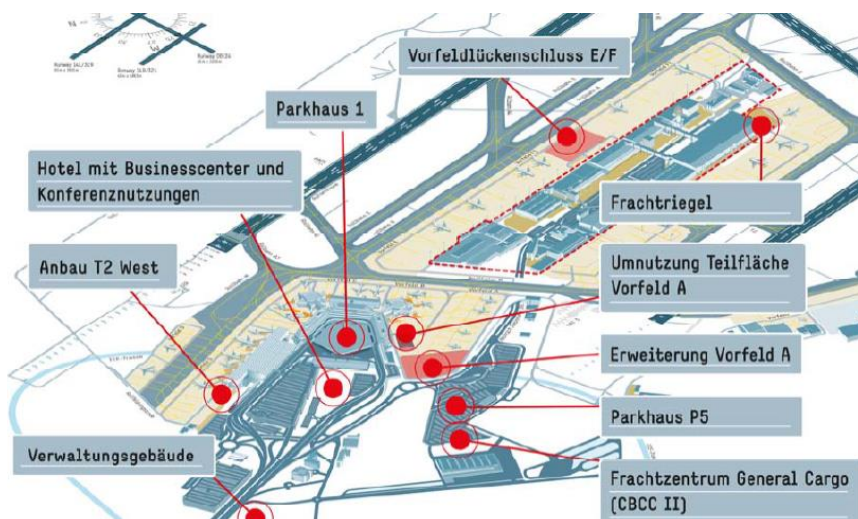 Vorfeldlückenschluss E/F
Parkhaus 1
Hotel mit Businesscenter und
Konferenznutzungen
Frachtriegel
Anbau T2 West
Umnutzung Teilfläche
Vorfeld A
Erweiterung Vorfeld A
Parkhaus P5
Verwaltungsgebäude
Frachtzentrum General Cargo
(CBCC II)